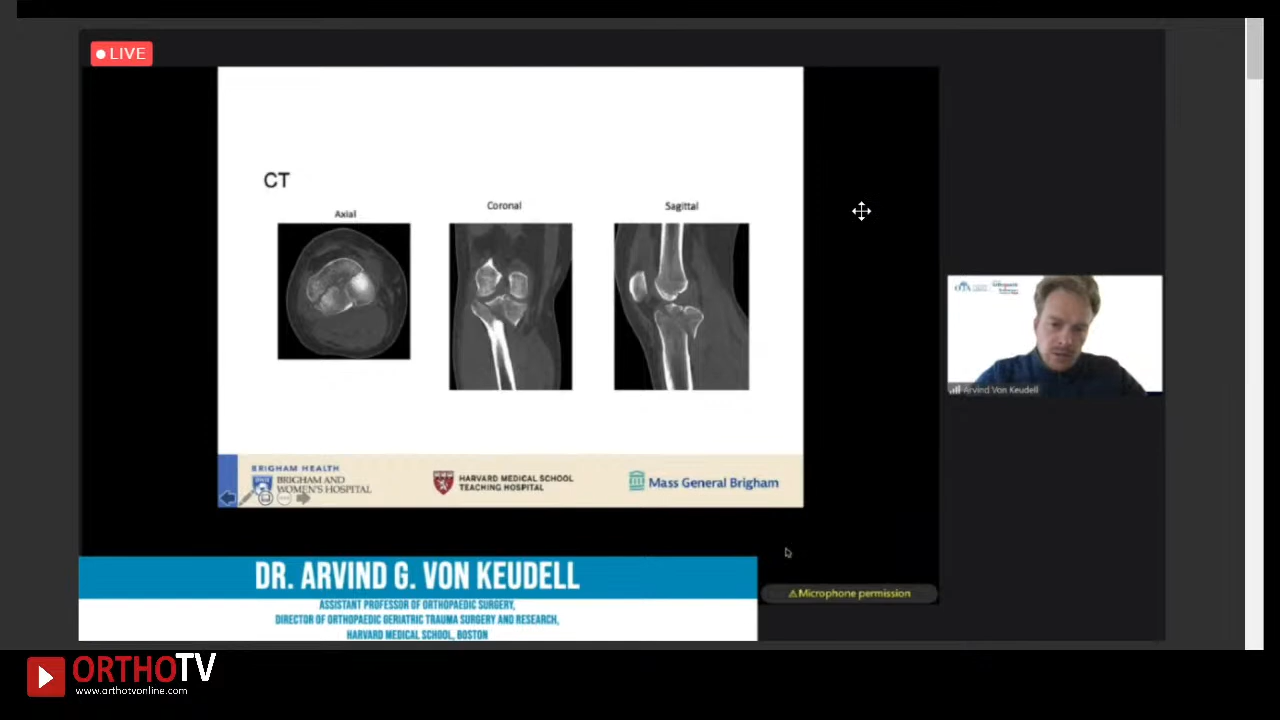 LIVE
CT
Axial
Coronal
Sagittal
BRIGHAM HEALTH
BRIGHAM AND
WOMEN'S HOSPITAL
HARVARD MEDICAL SCHOOL
TEACHING HOSPITAL
Mass General Brigham
OTA
Arvind Von Keudell
Microphone permission
DR. ARVIND G. VON KEUDELL
ASSISTANT PROFESSOR OF ORTHOPAEDIC SURGERY,
DIRECTOR OF ORTHOPAEDIC GERIATRIC TRAUMA SURGERY AND RESEARCH,
HARVARD MEDICAL SCHOOL, BOSTON
ORTHOTV
www.orthotvonline.com